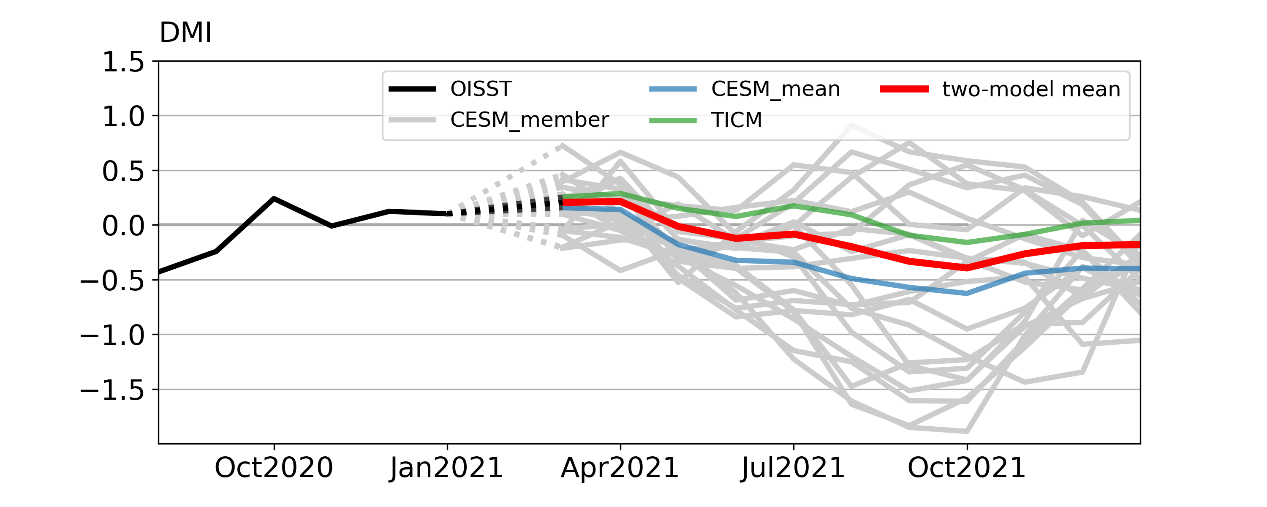 DMI
1.5
1.0
0.5
0.0
−0.5
−1.0
−1.5
OISST
CESM_member
CESM_mean
TICM
two-model mean
Oct2020 Jan2021 Apr2021 Jul2021 Oct2021